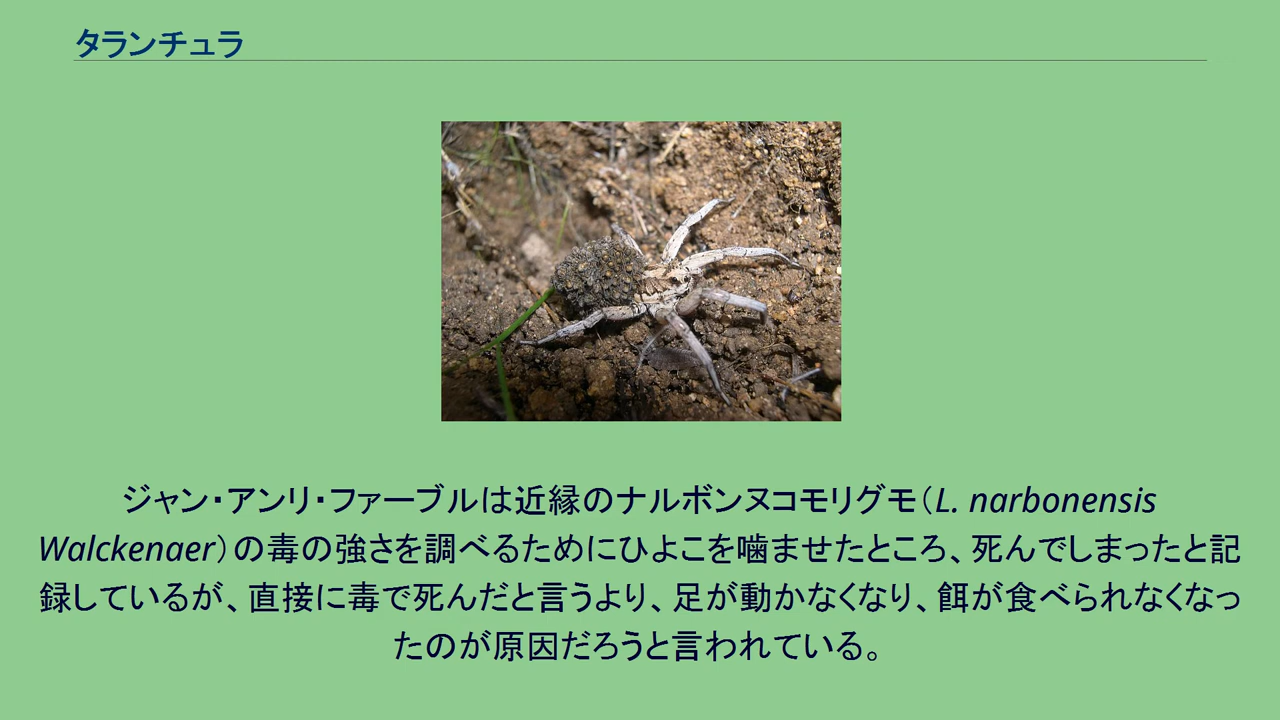 タランチュラ
ジャン・アンリ・ファーブルは近縁のナルボンヌコモリグモ（L. narbonensis
Walckenaer）の毒の強さを調べるためにひよこを噛ませたところ、死んでしまったと記
録しているが、直接に毒で死んだと言うより、足が動かなくなり、餌が食べられなくなっ
たのが原因だろうと言われている。